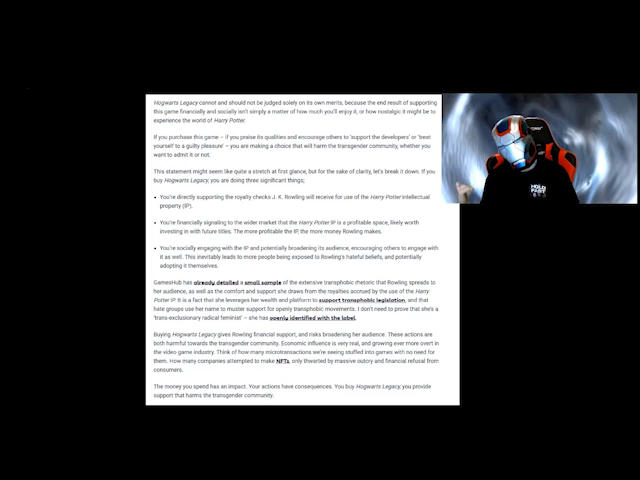 Hogwarts Legacy cannot and should not be judged solely on its own merits, because the end result of supporting
this game financially and socially isn't simply a matter of how much you'll enjoy it, or how nostalgic it might be to
experience the world of Harry Potter.
If you purchase this game – if you praise its qualities and encourage others to 'support the developers' or 'treat
yourself to a guilty pleasure' – you are making a choice that will harm the transgender community, whether you
want to admit it or not.
This statement might seem like quite a stretch at first glance, but for the sake of clarity, let's break it down. If you
buy Hogwarts Legacy, you are doing three significant things;
• You're directly supporting the royalty checks J. K. Rowling will receive for use of the Harry Potter intellectual
property (IP).
• You're financially signaling to the wider market that the Harry Potter IP is a profitable space, likely worth
investing in with future titles. The more profitable the IP, the more money Rowling makes.
• You're socially engaging with the IP and potentially broadening its audience, encouraging others to engage with
it as well. This inevitably leads to more people being exposed to Rowling's hateful beliefs, and potentially
adopting it themselves.
GamesHub has already detailed a small sample of the extensive transphobic rhetoric that Rowling spreads to
her audience, as well as the comfort and support she draws from the royalties accrued by the use of the Harry
Potter IP. It is a fact that she leverages her wealth and platform to support transphobic legislation, and that
hate groups use her name to muster support for openly transphobic movements. I don't need to prove that she's a
'trans-exclusionary radical feminist' – she has openly identified with the label.
Buying Hogwarts Legacy gives Rowling financial support, and risks broadening her audience. These actions are
both harmful towards the transgender community. Economic influence is very real, and growing ever more overt in
the video game industry. Think of how many microtransactions we're seeing stuffed into games with no need for
them. How many companies attempted to make NFTs, only thwarted by massive outcry and financial refusal from
consumers.
The money you spend has an impact. Your actions have consequences. You buy Hogwarts Legacy, you provide
support that harms the transgender community.